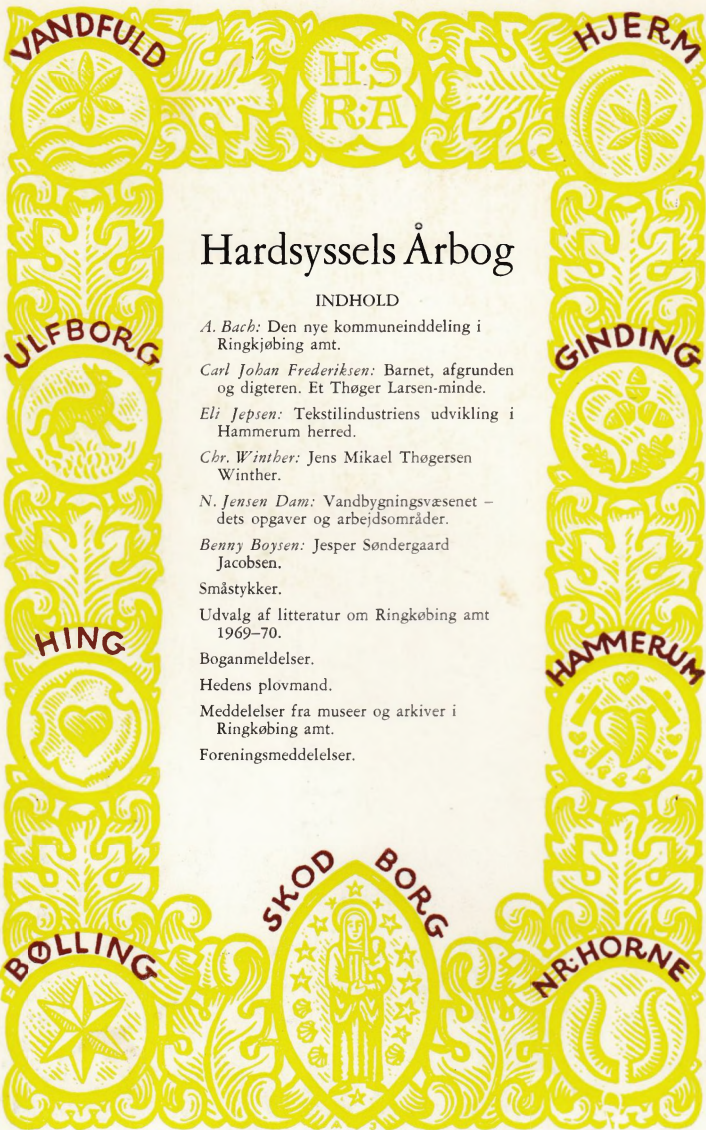 VANDFULD
H.S
R.A
HJERM
Hardsyssels Årbog
INDHOLD
A. Bach: Den nye kommuneinddeling i
Ringkjøbing amt.
Carl Johan Frederiksen: Barnet, afgrunden
og digteren. Et Thøger Larsen-minde.
Eli Jepsen: Tekstilindustriens udvikling i
Hammerum herred.
Chr. Winther: Jens Mikael Thøgersen
Winther.
N. Jensen Dam: Vandbygningsvæsenet –
dets opgaver og arbejdsområder.
Benny Boysen: Jesper Søndergaard
Jacobsen.
Småstykker.
Udvalg af litteratur om Ringkøbing amt
1969–70.
Boganmeldelser.
Hedens plovmand.
Meddelelser fra museer og arkiver i
Ringkøbing amt.
Foreningsmeddelelser.
ULFBORG
GINDING
HING
HAMMERUM
SKOD BORG
BØLLING
NR·HORNE